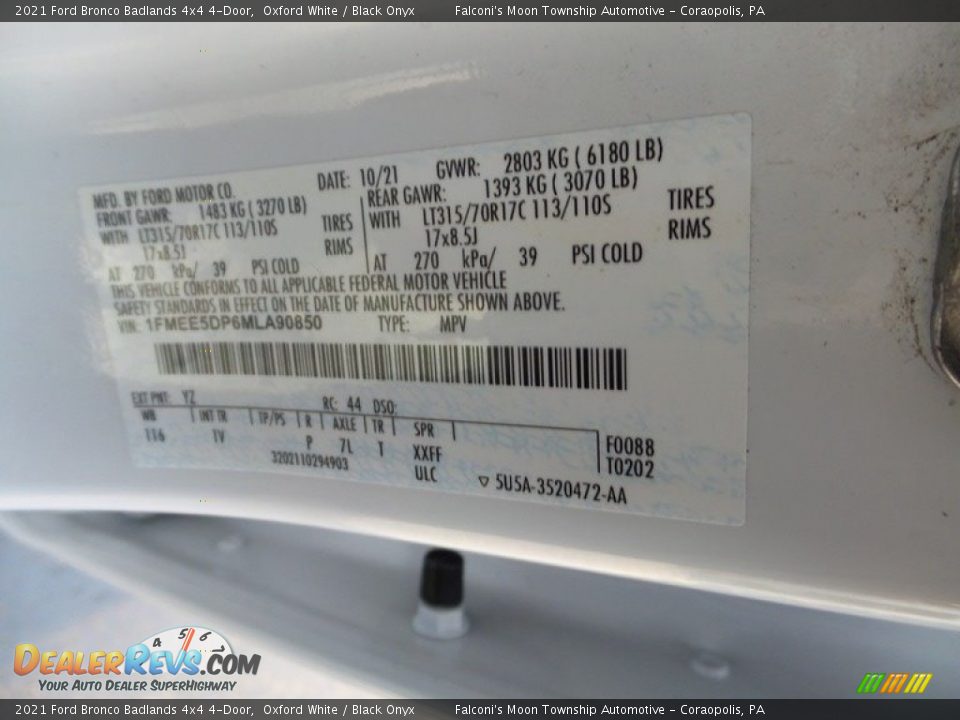 2021 Ford Bronco Badlands 4x4 4-Door, Oxford White / Black Onyx Falconi's Moon Township Automotive - Coraopolis, PA
MFD. BY FORD MOTOR CO. DATE: 10/21 GVWR: 2803 KG ( 6180 LB)
FRONT GAWR: 1483 KG ( 3270 LB) REAR GAWR: 1393 KG ( 3070 LB)
WITH LT315/70R17C 113/110S TIRES WITH LT315/70R17C 113/110S TIRES
17x8.5J RIMS 17x8.5J RIMS
AT 270 kPa/ 39 PSI COLD AT 270 kPa/ 39 PSI COLD
THIS VEHICLE CONFORMS TO ALL APPLICABLE FEDERAL MOTOR VEHICLE
SAFETY STANDARDS IN EFFECT ON THE DATE OF MANUFACTURE SHOWN ABOVE.
VIN: 1FMEE5DP6MLA90850 TYPE: MPV
EXT PNT: YZ RC: 44 DSO:
WB INT TR TP/PS R AXLE TR SPR
116 TV P 7L T XXFF F0088
3202110294903 ULC T0202
▽ 5U5A-3520472-AA
4 5 6
DealerRevs.com
Your Auto Dealer SuperHighway
2021 Ford Bronco Badlands 4x4 4-Door, Oxford White / Black Onyx Falconi's Moon Township Automotive - Coraopolis, PA